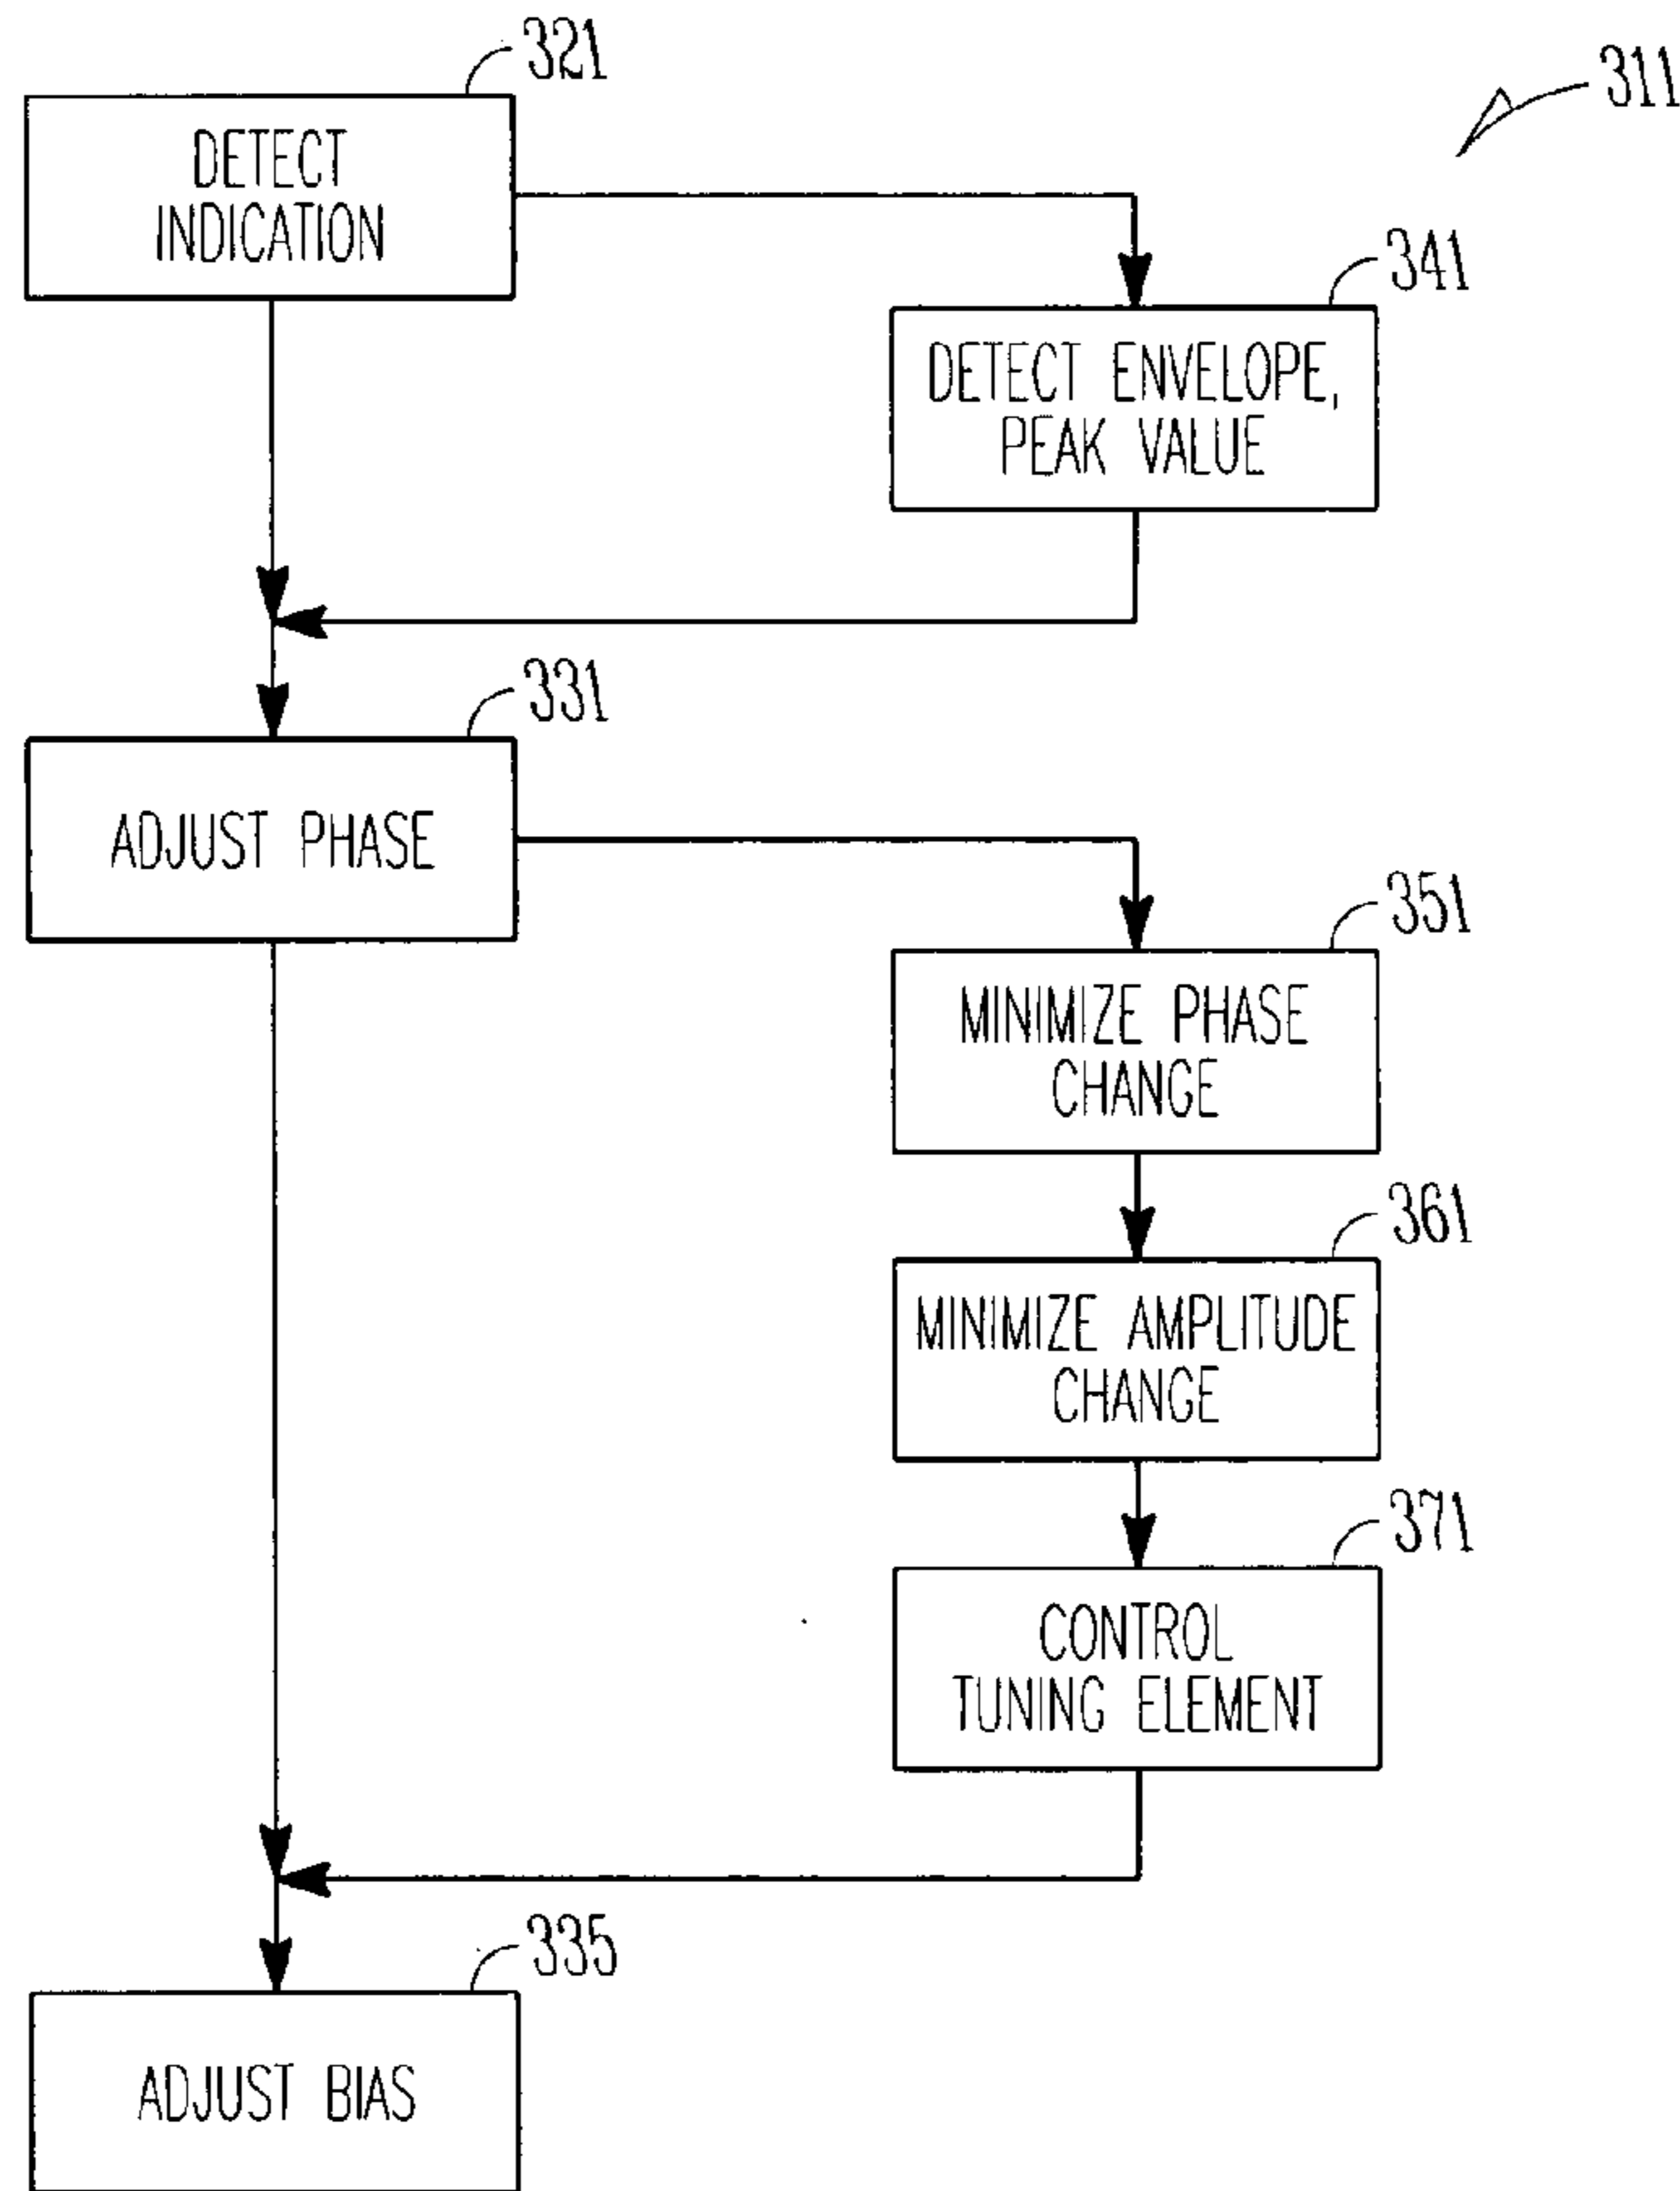 321
311
DETECT
INDICATION
341
DETECT ENVELOPE,
PEAK VALUE
331
ADJUST PHASE
351
MINIMIZE PHASE
CHANGE
361
MINIMIZE AMPLITUDE
CHANGE
371
CONTROL
TUNING ELEMENT
335
ADJUST BIAS